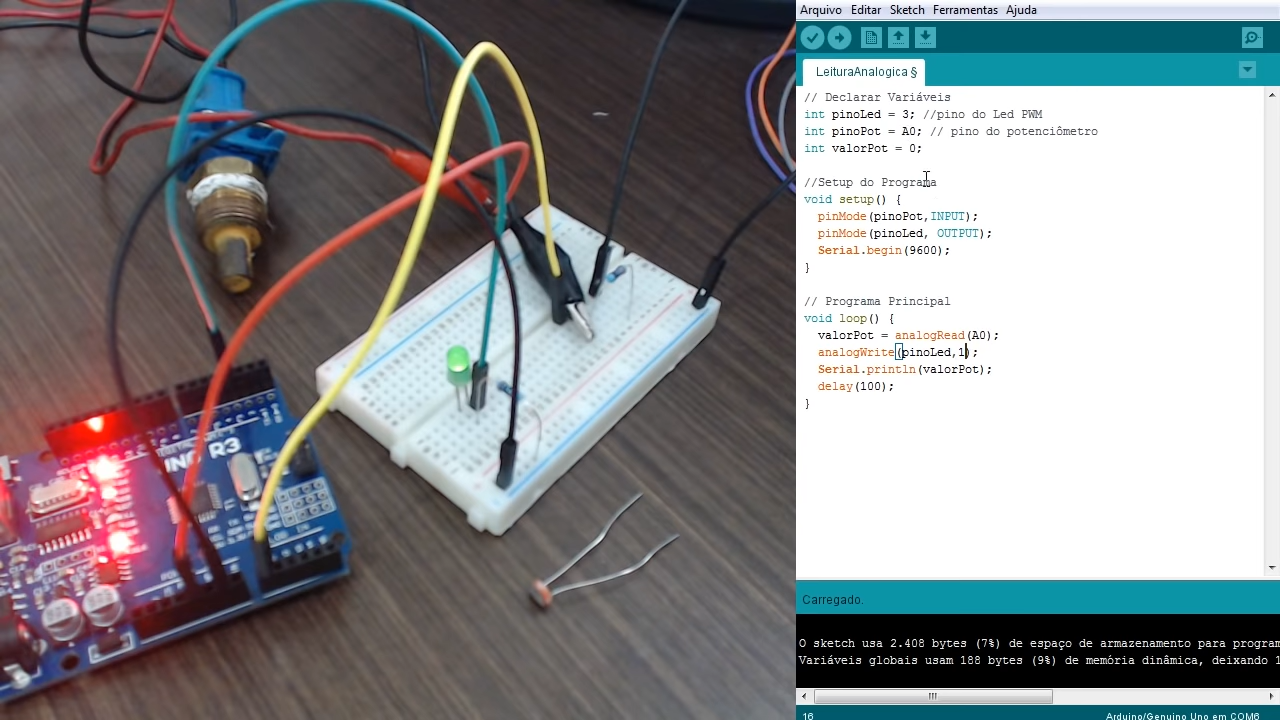 Arquivo Editar Sketch Ferramentas Ajuda
LeituraAnalogica §
// Declarar Variáveis
int pinoLed = 3; //pino do Led PWM
int pinoPot = A0; // pino do potenciômetro
int valorPot = 0;
//Setup do Programa
void setup() {
pinMode(pinoPot,INPUT);
pinMode(pinoLed, OUTPUT);
Serial.begin(9600);
}
// Programa Principal
void loop() {
valorPot = analogRead(A0);
analogWrite(pinoLed,1);
Serial.println(valorPot);
delay(100);
}
Carregado.
O sketch usa 2.408 bytes (7%) de espaço de armazenamento para program
Variáveis globais usam 188 bytes (9%) de memória dinâmica, deixando 1
16
Arduino/Genuino Uno em COM6
UNO R3